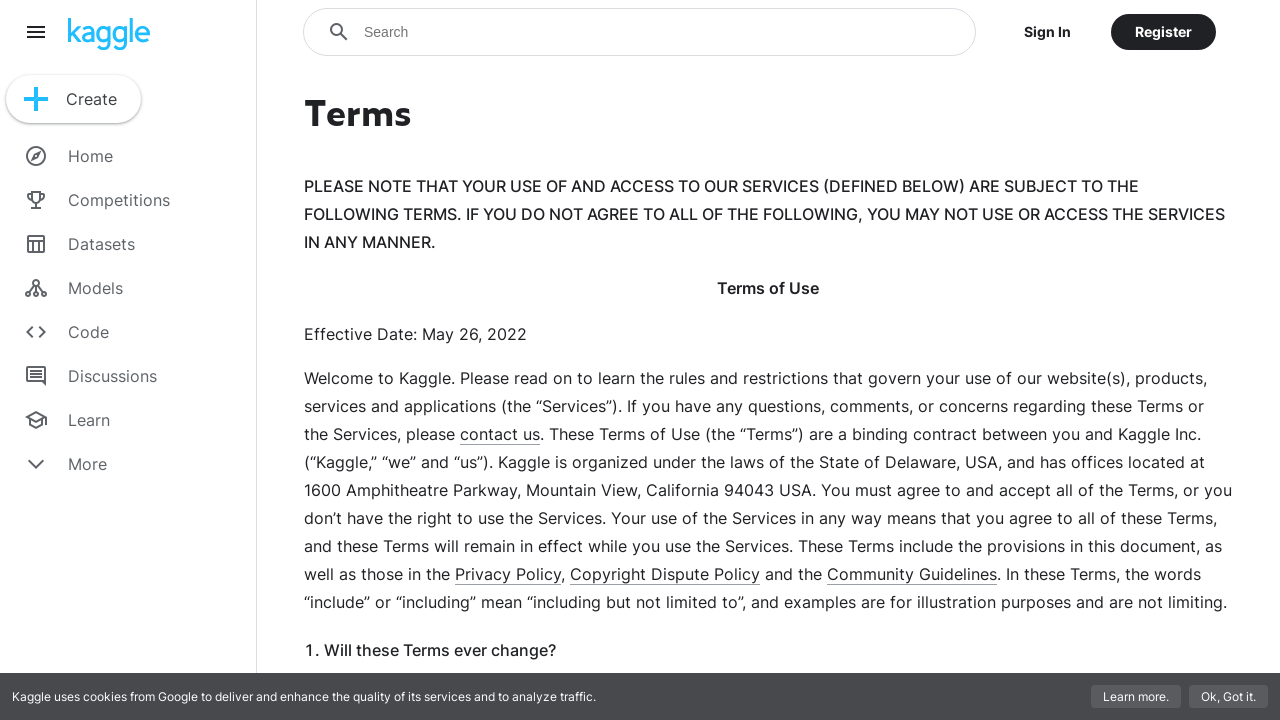 kaggle
Search
Sign In
Register
Create
Home
Competitions
Datasets
Models
Code
Discussions
Learn
More
Terms
PLEASE NOTE THAT YOUR USE OF AND ACCESS TO OUR SERVICES (DEFINED BELOW) ARE SUBJECT TO THE
FOLLOWING TERMS. IF YOU DO NOT AGREE TO ALL OF THE FOLLOWING, YOU MAY NOT USE OR ACCESS THE SERVICES
IN ANY MANNER.
Terms of Use
Effective Date: May 26, 2022
Welcome to Kaggle. Please read on to learn the rules and restrictions that govern your use of our website(s), products,
services and applications (the “Services”). If you have any questions, comments, or concerns regarding these Terms or
the Services, please contact us. These Terms of Use (the “Terms”) are a binding contract between you and Kaggle Inc.
(“Kaggle,” “we” and “us”). Kaggle is organized under the laws of the State of Delaware, USA, and has offices located at
1600 Amphitheatre Parkway, Mountain View, California 94043 USA. You must agree to and accept all of the Terms, or you
don’t have the right to use the Services. Your use of the Services in any way means that you agree to all of these Terms,
and these Terms will remain in effect while you use the Services. These Terms include the provisions in this document, as
well as those in the Privacy Policy, Copyright Dispute Policy and the Community Guidelines. In these Terms, the words
“include” or “including” mean “including but not limited to”, and examples are for illustration purposes and are not limiting.
1. Will these Terms ever change?
Kaggle uses cookies from Google to deliver and enhance the quality of its services and to analyze traffic.
Learn more.
Ok, Got it.